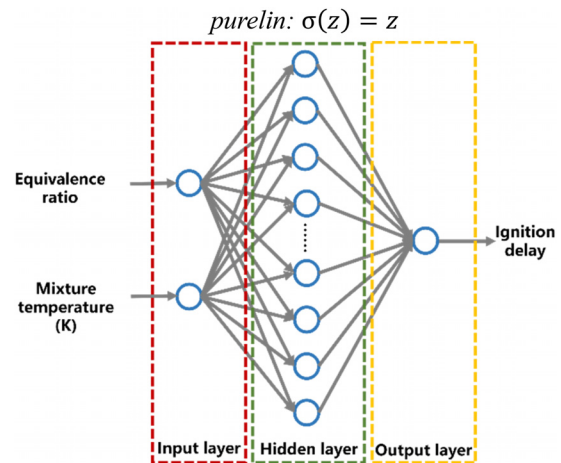 purelin: σ(z) = z
Equivalence
ratio
Mixture
temperature
(K)
Ignition
delay
Input layer
Hidden layer
Output layer